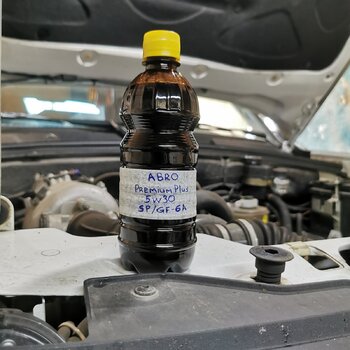 ABRO
PREMIUM Plus
5W30
SP/GF-6A